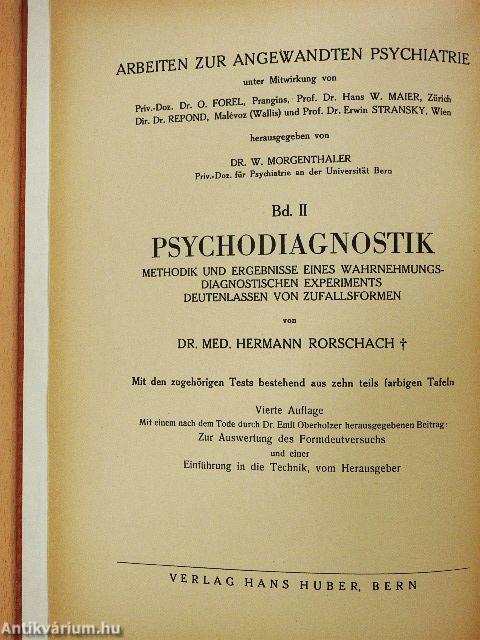 ARBEITEN ZUR ANGEWANDTEN PSYCHIATRIE
unter Mitwirkung von
Priv.-Doz. Dr. O. FOREL, Prangins, Prof. Dr. Hans W. MAIER, Zürich
Dir. Dr. REPOND, Malévoz (Wallis) und Prof. Dr. Erwin STRANSKY, Wien
herausgegeben von
DR. W. MORGENTHALER
Priv.-Doz. für Psychiatrie an der Universität Bern
Bd. II
PSYCHODIAGNOSTIK
METHODIK UND ERGEBNISSE EINES WAHRNEHMUNGS-
DIAGNOSTISCHEN EXPERIMENTS
DEUTENLASSEN VON ZUFALLSFORMEN
von
DR. MED. HERMANN RORSCHACH †
Mit den zugehörigen Tests bestehend aus zehn teils farbigen Tafeln
Vierte Auflage
Mit einem nach dem Tode durch Dr. Emil Oberholzer herausgegebenen Beitrag:
Zur Auswertung des Formdeutversuchs
und einer
Einführung in die Technik, vom Herausgeber
VERLAG HANS HUBER, BERN
Antikvárium.hu